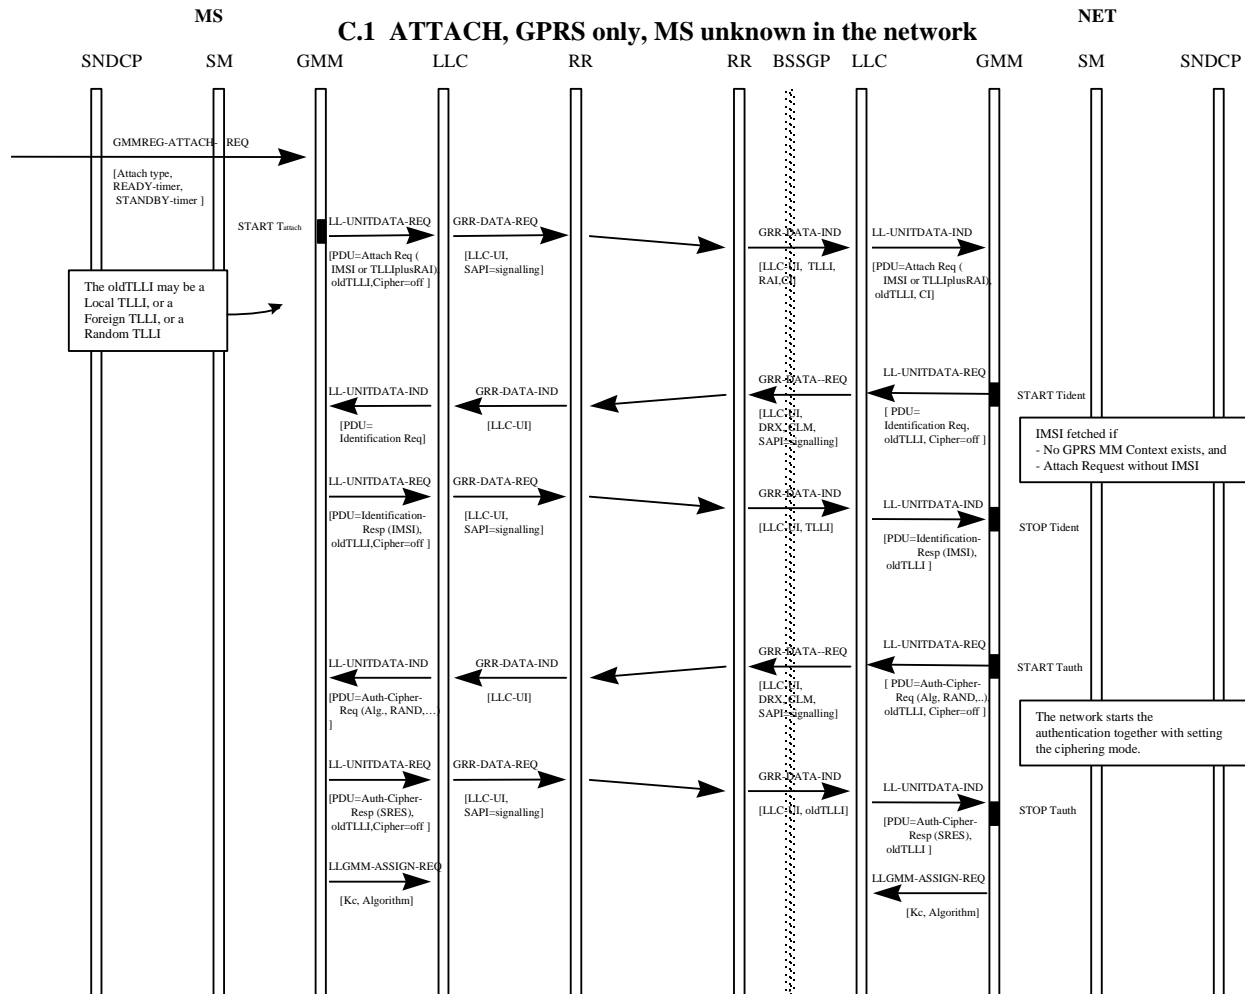 MS
NET
C.1 ATTACH, GPRS only, MS unknown in the network
SNDCP SM GMM LLC RR RR BSSGP LLC GMM SM SNDCP
GMMREG-ATTACH- REQ
[Attach type,
READY-timer,
STANDBY-timer ]
START Tattach
LL-UNITDATA-REQ
[PDU=Attach Req (
IMSI or TLLIplusRAI),
oldTLLI,Cipher=off ]
GRR-DATA-REQ
[LLC-UI,
SAPI=signalling]
GRR-DATA-IND
[LLC-UI, TLLI,
RAI,CI]
LL-UNITDATA-IND
[PDU=Attach Req (
IMSI or TLLIplusRAI),
oldTLLI, CI]
The oldTLLI may be a
Local TLLI, or a
Foreign TLLI, or a
Random TLLI
LL-UNITDATA-IND
[PDU=
Identification Req]
GRR-DATA-IND
[LLC-UI]
GRR-DATA--REQ
[LLC-UI,
DRX, CLM,
SAPI=signalling]
LL-UNITDATA-REQ
[ PDU=
Identification Req,
oldTLLI, Cipher=off ]
START Tident
IMSI fetched if
- No GPRS MM Context exists, and
- Attach Request without IMSI
LL-UNITDATA-REQ
[PDU=Identification-
Resp (IMSI),
oldTLLI,Cipher=off ]
GRR-DATA-REQ
[LLC-UI,
SAPI=signalling]
GRR-DATA-IND
[LLC-UI, TLLI]
LL-UNITDATA-IND
[PDU=Identification-
Resp (IMSI),
oldTLLI ]
STOP Tident
LL-UNITDATA-IND
[PDU=Auth-Cipher-
Req (Alg., RAND,…)
]
GRR-DATA-IND
[LLC-UI]
GRR-DATA--REQ
[LLC-UI,
DRX, CLM,
SAPI=signalling]
LL-UNITDATA-REQ
[ PDU=Auth-Cipher-
Req (Alg, RAND,..),
oldTLLI, Cipher=off ]
START Tauth
The network starts the
authentication together with setting
the ciphering mode.
LL-UNITDATA-REQ
[PDU=Auth-Cipher-
Resp (SRES),
oldTLLI,Cipher=off ]
GRR-DATA-REQ
[LLC-UI,
SAPI=signalling]
GRR-DATA-IND
[LLC-UI, oldTLLI]
LL-UNITDATA-IND
[PDU=Auth-Cipher-
Resp (SRES),
oldTLLI ]
STOP Tauth
LLGMM-ASSIGN-REQ
[Kc, Algorithm]
LLGMM-ASSIGN-REQ
[Kc, Algorithm]